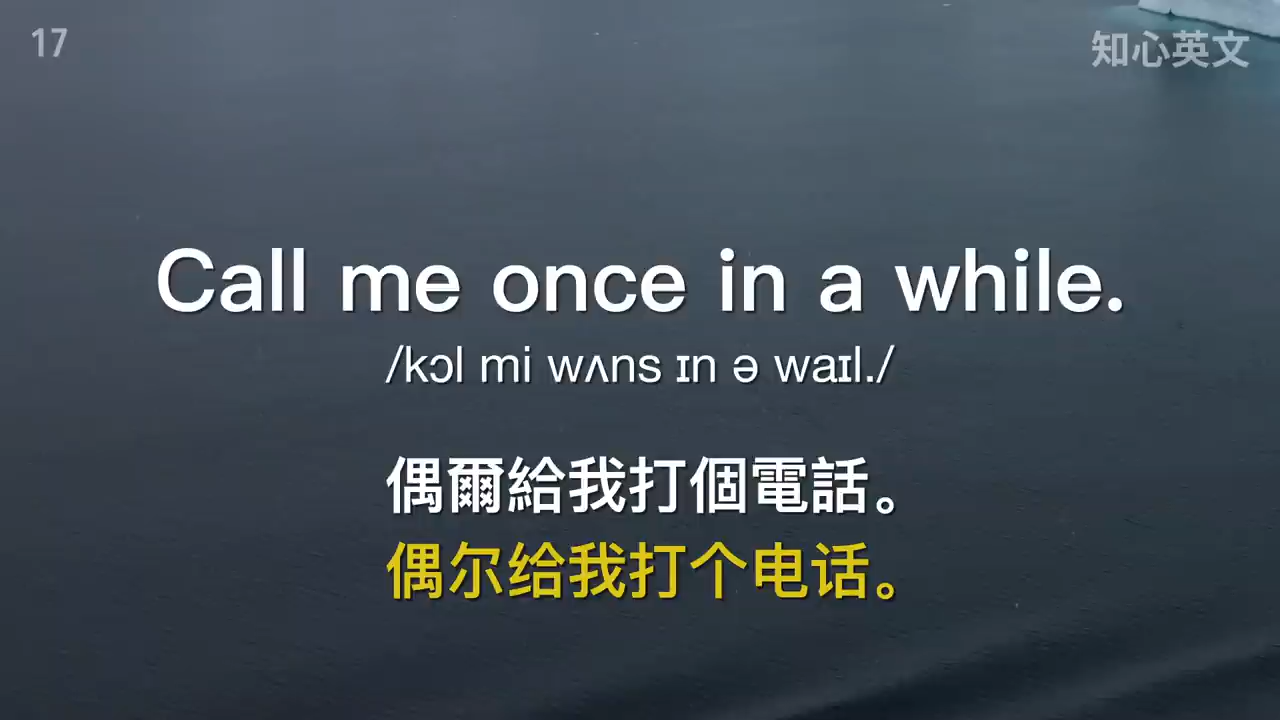 17
知心英文
Call me once in a while.
/kɔl mi wʌns ɪn ə waɪl./
偶爾給我打個電話。
偶尔给我打个电话。